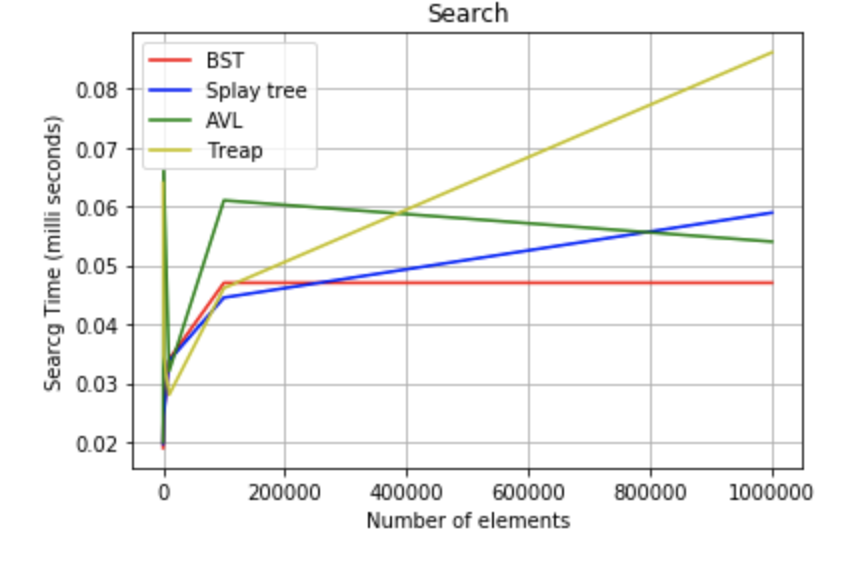 Search
BST
Splay tree
AVL
Treap
Searcg Time (milli seconds)
0.08
0.07
0.06
0.05
0.04
0.03
0.02
0 200000 400000 600000 800000 1000000
Number of elements